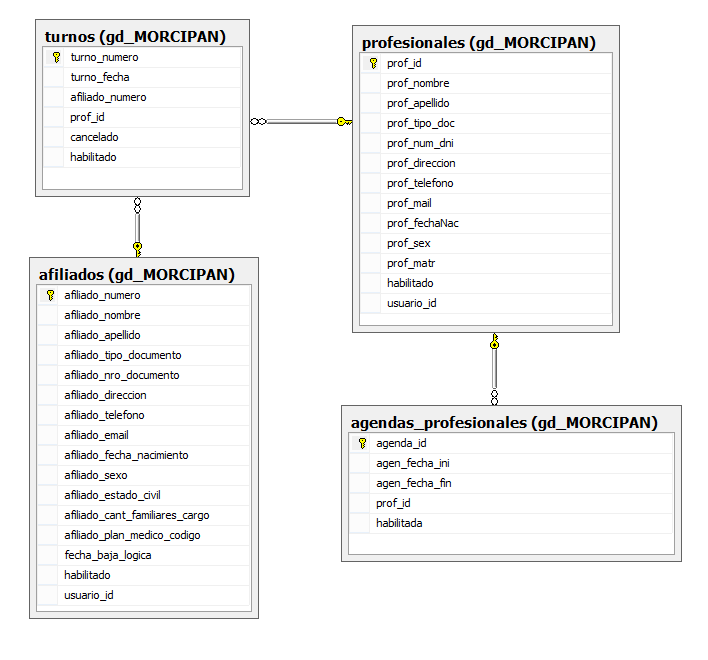 turnos (gd_MORCIPAN)
turno_numero
turno_fecha
afiliado_numero
prof_id
cancelado
habilitado
profesionales (gd_MORCIPAN)
prof_id
prof_nombre
prof_apellido
prof_tipo_doc
prof_num_dni
prof_direccion
prof_telefono
prof_mail
prof_fechaNac
prof_sex
prof_matr
habilitado
usuario_id
afiliados (gd_MORCIPAN)
afiliado_numero
afiliado_nombre
afiliado_apellido
afiliado_tipo_documento
afiliado_nro_documento
afiliado_direccion
afiliado_telefono
afiliado_email
afiliado_fecha_nacimiento
afiliado_sexo
afiliado_estado_civil
afiliado_cant_familiares_cargo
afiliado_plan_medico_codigo
fecha_baja_logica
habilitado
usuario_id
agendas_profesionales (gd_MORCIPAN)
agenda_id
agen_fecha_ini
agen_fecha_fin
prof_id
habilitada